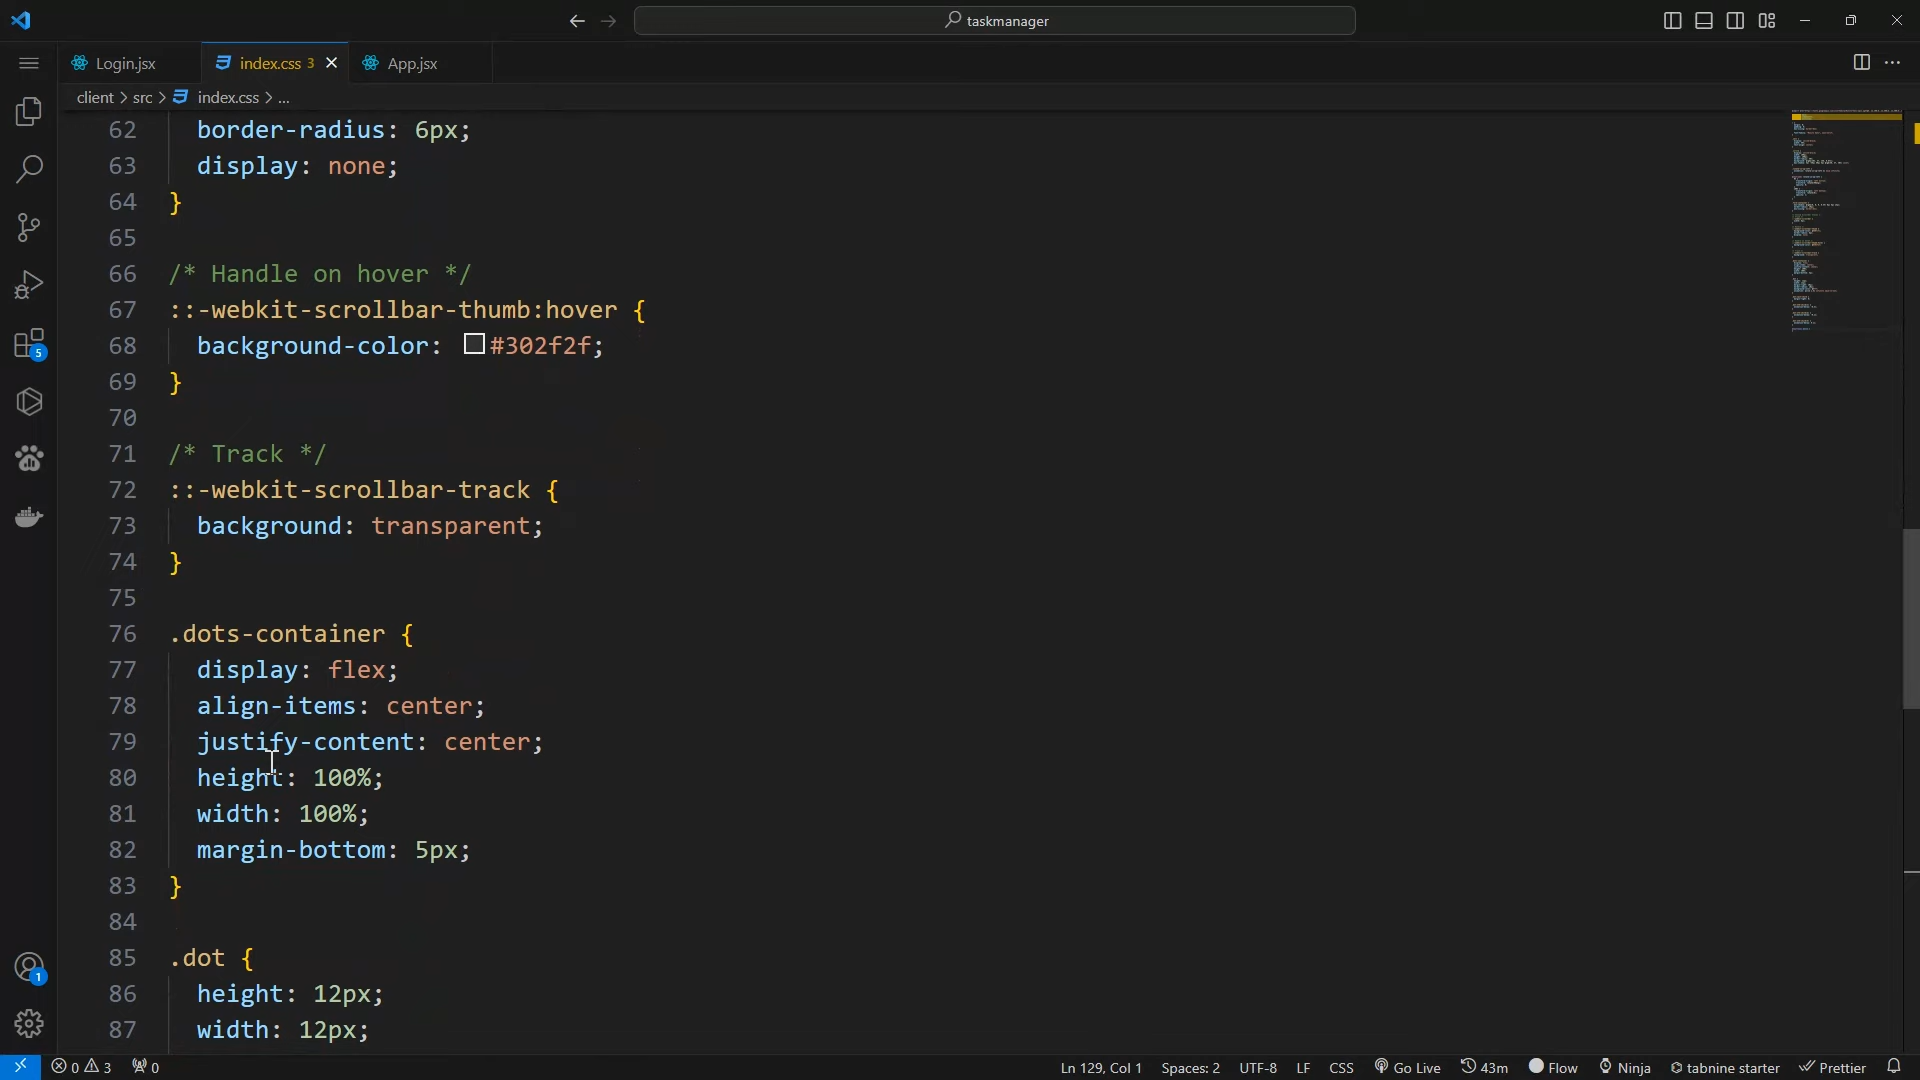 taskmanager
Login.jsx
index.css 3
App.jsx
client > src > index.css > ...
62 border-radius: 6px;
63 display: none;
64 }
65
66 /* Handle on hover */
67 ::-webkit-scrollbar-thumb:hover {
68 background-color: #302f2f;
69 }
70
71 /* Track */
72 ::-webkit-scrollbar-track {
73 background: transparent;
74 }
75
76 .dots-container {
77 display: flex;
78 align-items: center;
79 justify-content: center;
80 height: 100%;
81 width: 100%;
82 margin-bottom: 5px;
83 }
84
85 .dot {
86 height: 12px;
87 width: 12px;
5
1
0 3 0 Ln 129, Col 1 Spaces: 2 UTF-8 LF CSS Go Live 43m Flow Ninja tabnine starter Prettier